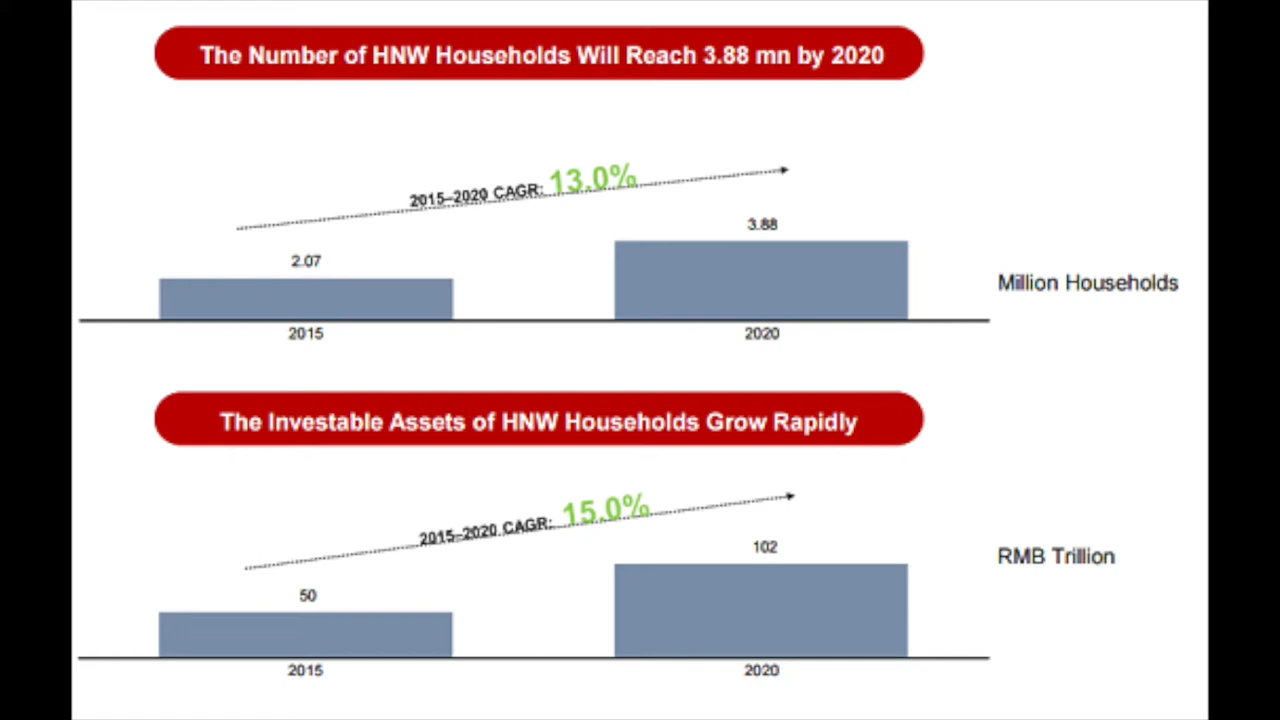 The Number of HNW Households Will Reach 3.88 mn by 2020
2015–2020 CAGR: 13.0%
3.88
2.07
Million Households
2015
2020
The Investable Assets of HNW Households Grow Rapidly
2015–2020 CAGR: 15.0%
102
RMB Trillion
50
2015
2020